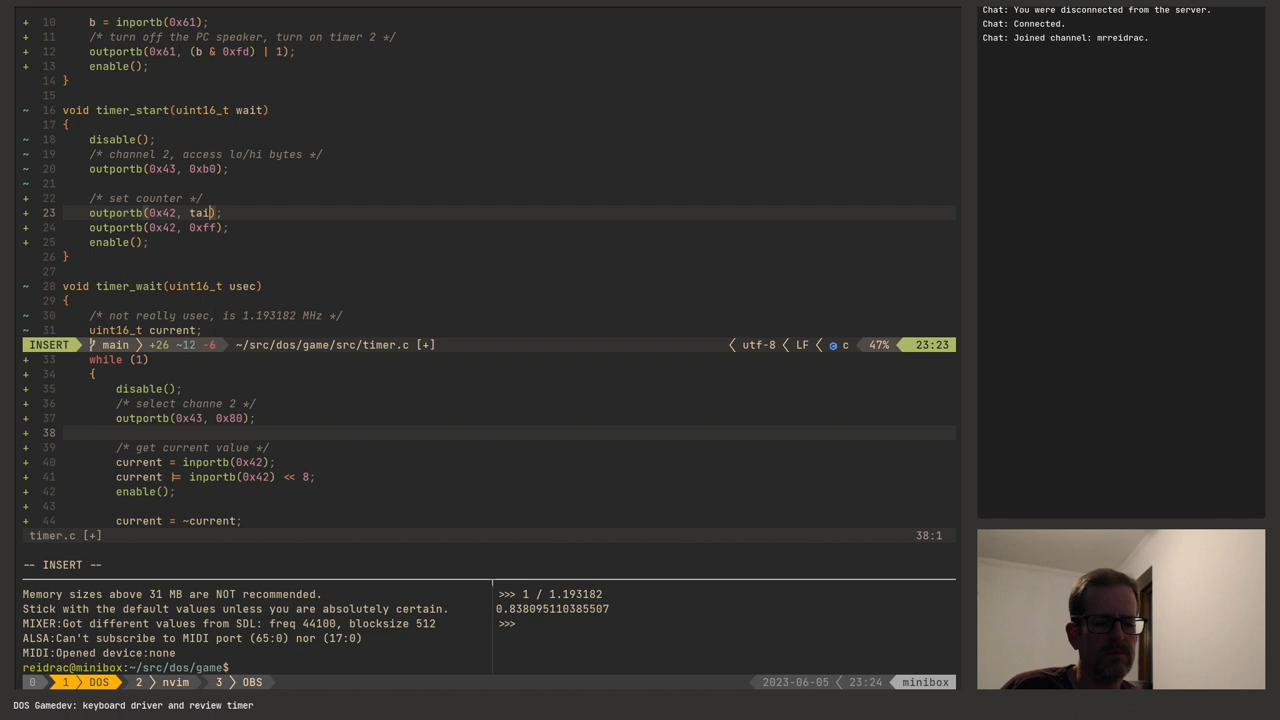 + 10 b = inportb(0x61);
+ 11 /* turn off the PC speaker, turn on timer 2 */
+ 12 outportb(0x61, (b & 0xfd) | 1);
+ 13 enable();
14 }
15
~ 16 void timer_start(uint16_t wait)
17 {
~ 18 disable();
~ 19 /* channel 2, access lo/hi bytes */
~ 20 outportb(0x43, 0xb0);
~ 21
+ 22 /* set counter */
+ 23 outportb(0x42, tai);
+ 24 outportb(0x42, 0xff);
+ 25 enable();
26 }
27
~ 28 void timer_wait(uint16_t usec)
29 {
~ 30 /* not really usec, is 1.193182 MHz */
~ 31 uint16_t current;
INSERT main +26 ~12 -6 ~/src/dos/game/src/timer.c [+] utf-8 LF c 47% 23:23
+ 33 while (1)
+ 34 {
+ 35 disable();
+ 36 /* select channe 2 */
+ 37 outportb(0x43, 0x80);
+ 38
+ 39 /* get current value */
+ 40 current = inportb(0x42);
+ 41 current |= inportb(0x42) << 8;
+ 42 enable();
+ 43
+ 44 current = ~current;
timer.c [+] 38:1
-- INSERT --
Memory sizes above 31 MB are NOT recommended.
Stick with the default values unless you are absolutely certain.
MIXER:Got different values from SDL: freq 44100, blocksize 512
ALSA:Can't subscribe to MIDI port (65:0) nor (17:0)
MIDI:Opened device:none
reidrac@minibox:~/src/dos/game$
>>> 1 / 1.193182
0.838095110385507
>>>
0 1 DOS 2 nvim 3 OBS 2023-06-05 23:24 minibox
DOS Gamedev: keyboard driver and review timer
Chat: You were disconnected from the server.
Chat: Connected.
Chat: Joined channel: mrreidrac.